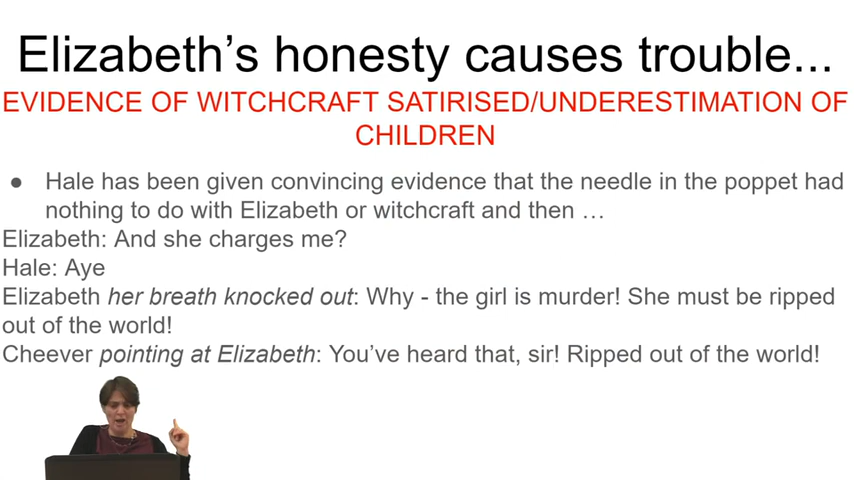 Elizabeth’s honesty causes trouble...
EVIDENCE OF WITCHCRAFT SATIRISED/UNDERESTIMATION OF
CHILDREN
● Hale has been given convincing evidence that the needle in the poppet had
nothing to do with Elizabeth or witchcraft and then …
Elizabeth: And she charges me?
Hale: Aye
Elizabeth her breath knocked out: Why - the girl is murder! She must be ripped
out of the world!
Cheever pointing at Elizabeth: You’ve heard that, sir! Ripped out of the world!